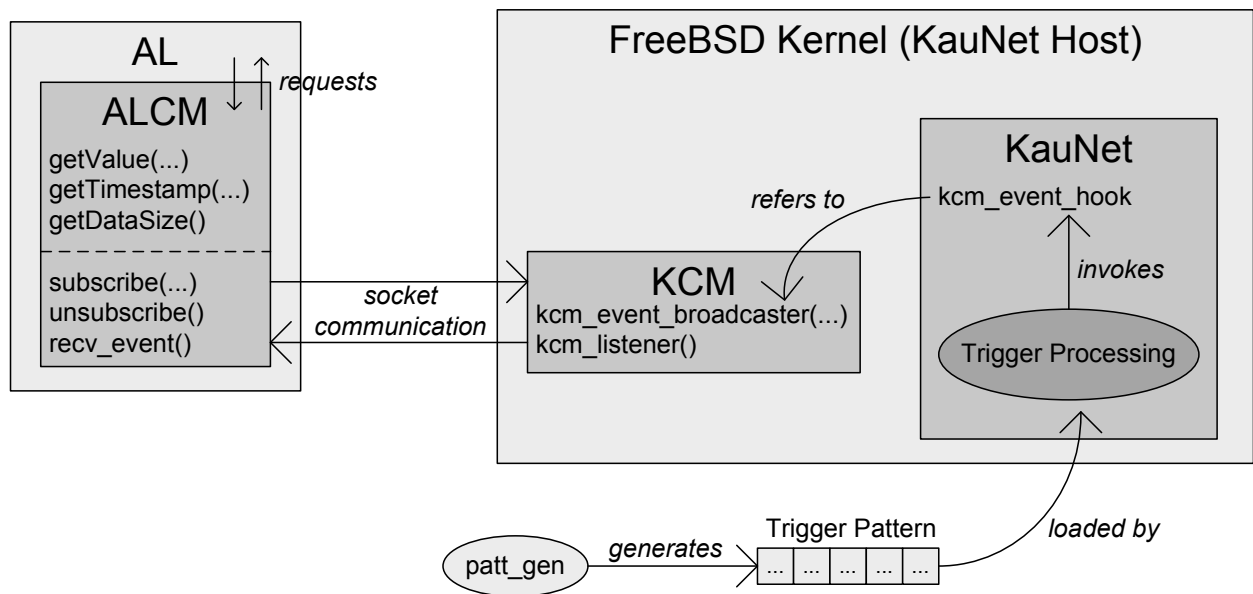 AL
requests
ALCM
getValue(...)
getTimestamp(...)
getDataSize()
subscribe(...)
unsubscribe()
recv_event()
socket
communication
FreeBSD Kernel (KauNet Host)
KCM
kcm_event_broadcaster(...)
kcm_listener()
refers to
KauNet
kcm_event_hook
invokes
Trigger Processing
patt_gen
generates
Trigger Pattern
... ... ... ... ...
loaded by